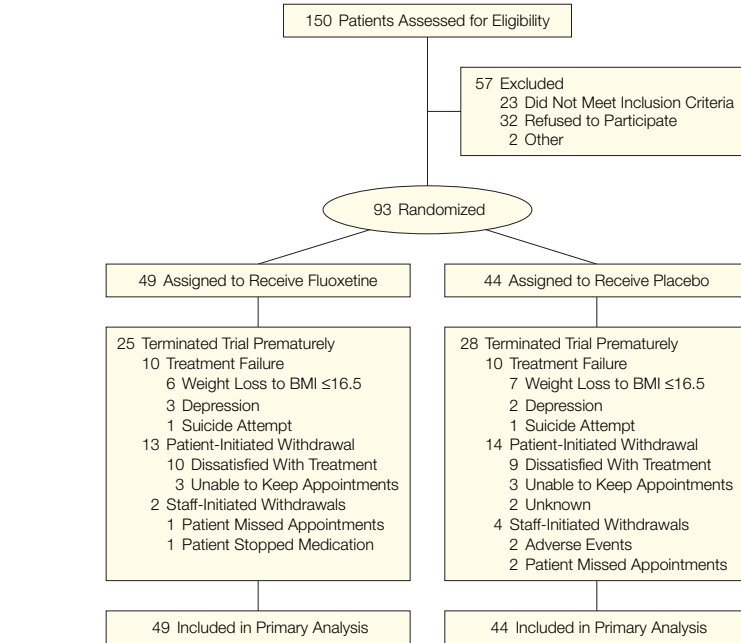 150 Patients Assessed for Eligibility
57 Excluded
23 Did Not Meet Inclusion Criteria
32 Refused to Participate
2 Other
93 Randomized
49 Assigned to Receive Fluoxetine
44 Assigned to Receive Placebo
25 Terminated Trial Prematurely
10 Treatment Failure
6 Weight Loss to BMI ≤16.5
3 Depression
1 Suicide Attempt
13 Patient-Initiated Withdrawal
10 Dissatisfied With Treatment
3 Unable to Keep Appointments
2 Staff-Initiated Withdrawals
1 Patient Missed Appointments
1 Patient Stopped Medication
28 Terminated Trial Prematurely
10 Treatment Failure
7 Weight Loss to BMI ≤16.5
2 Depression
1 Suicide Attempt
14 Patient-Initiated Withdrawal
9 Dissatisfied With Treatment
3 Unable to Keep Appointments
2 Unknown
4 Staff-Initiated Withdrawals
2 Adverse Events
2 Patient Missed Appointments
49 Included in Primary Analysis
44 Included in Primary Analysis